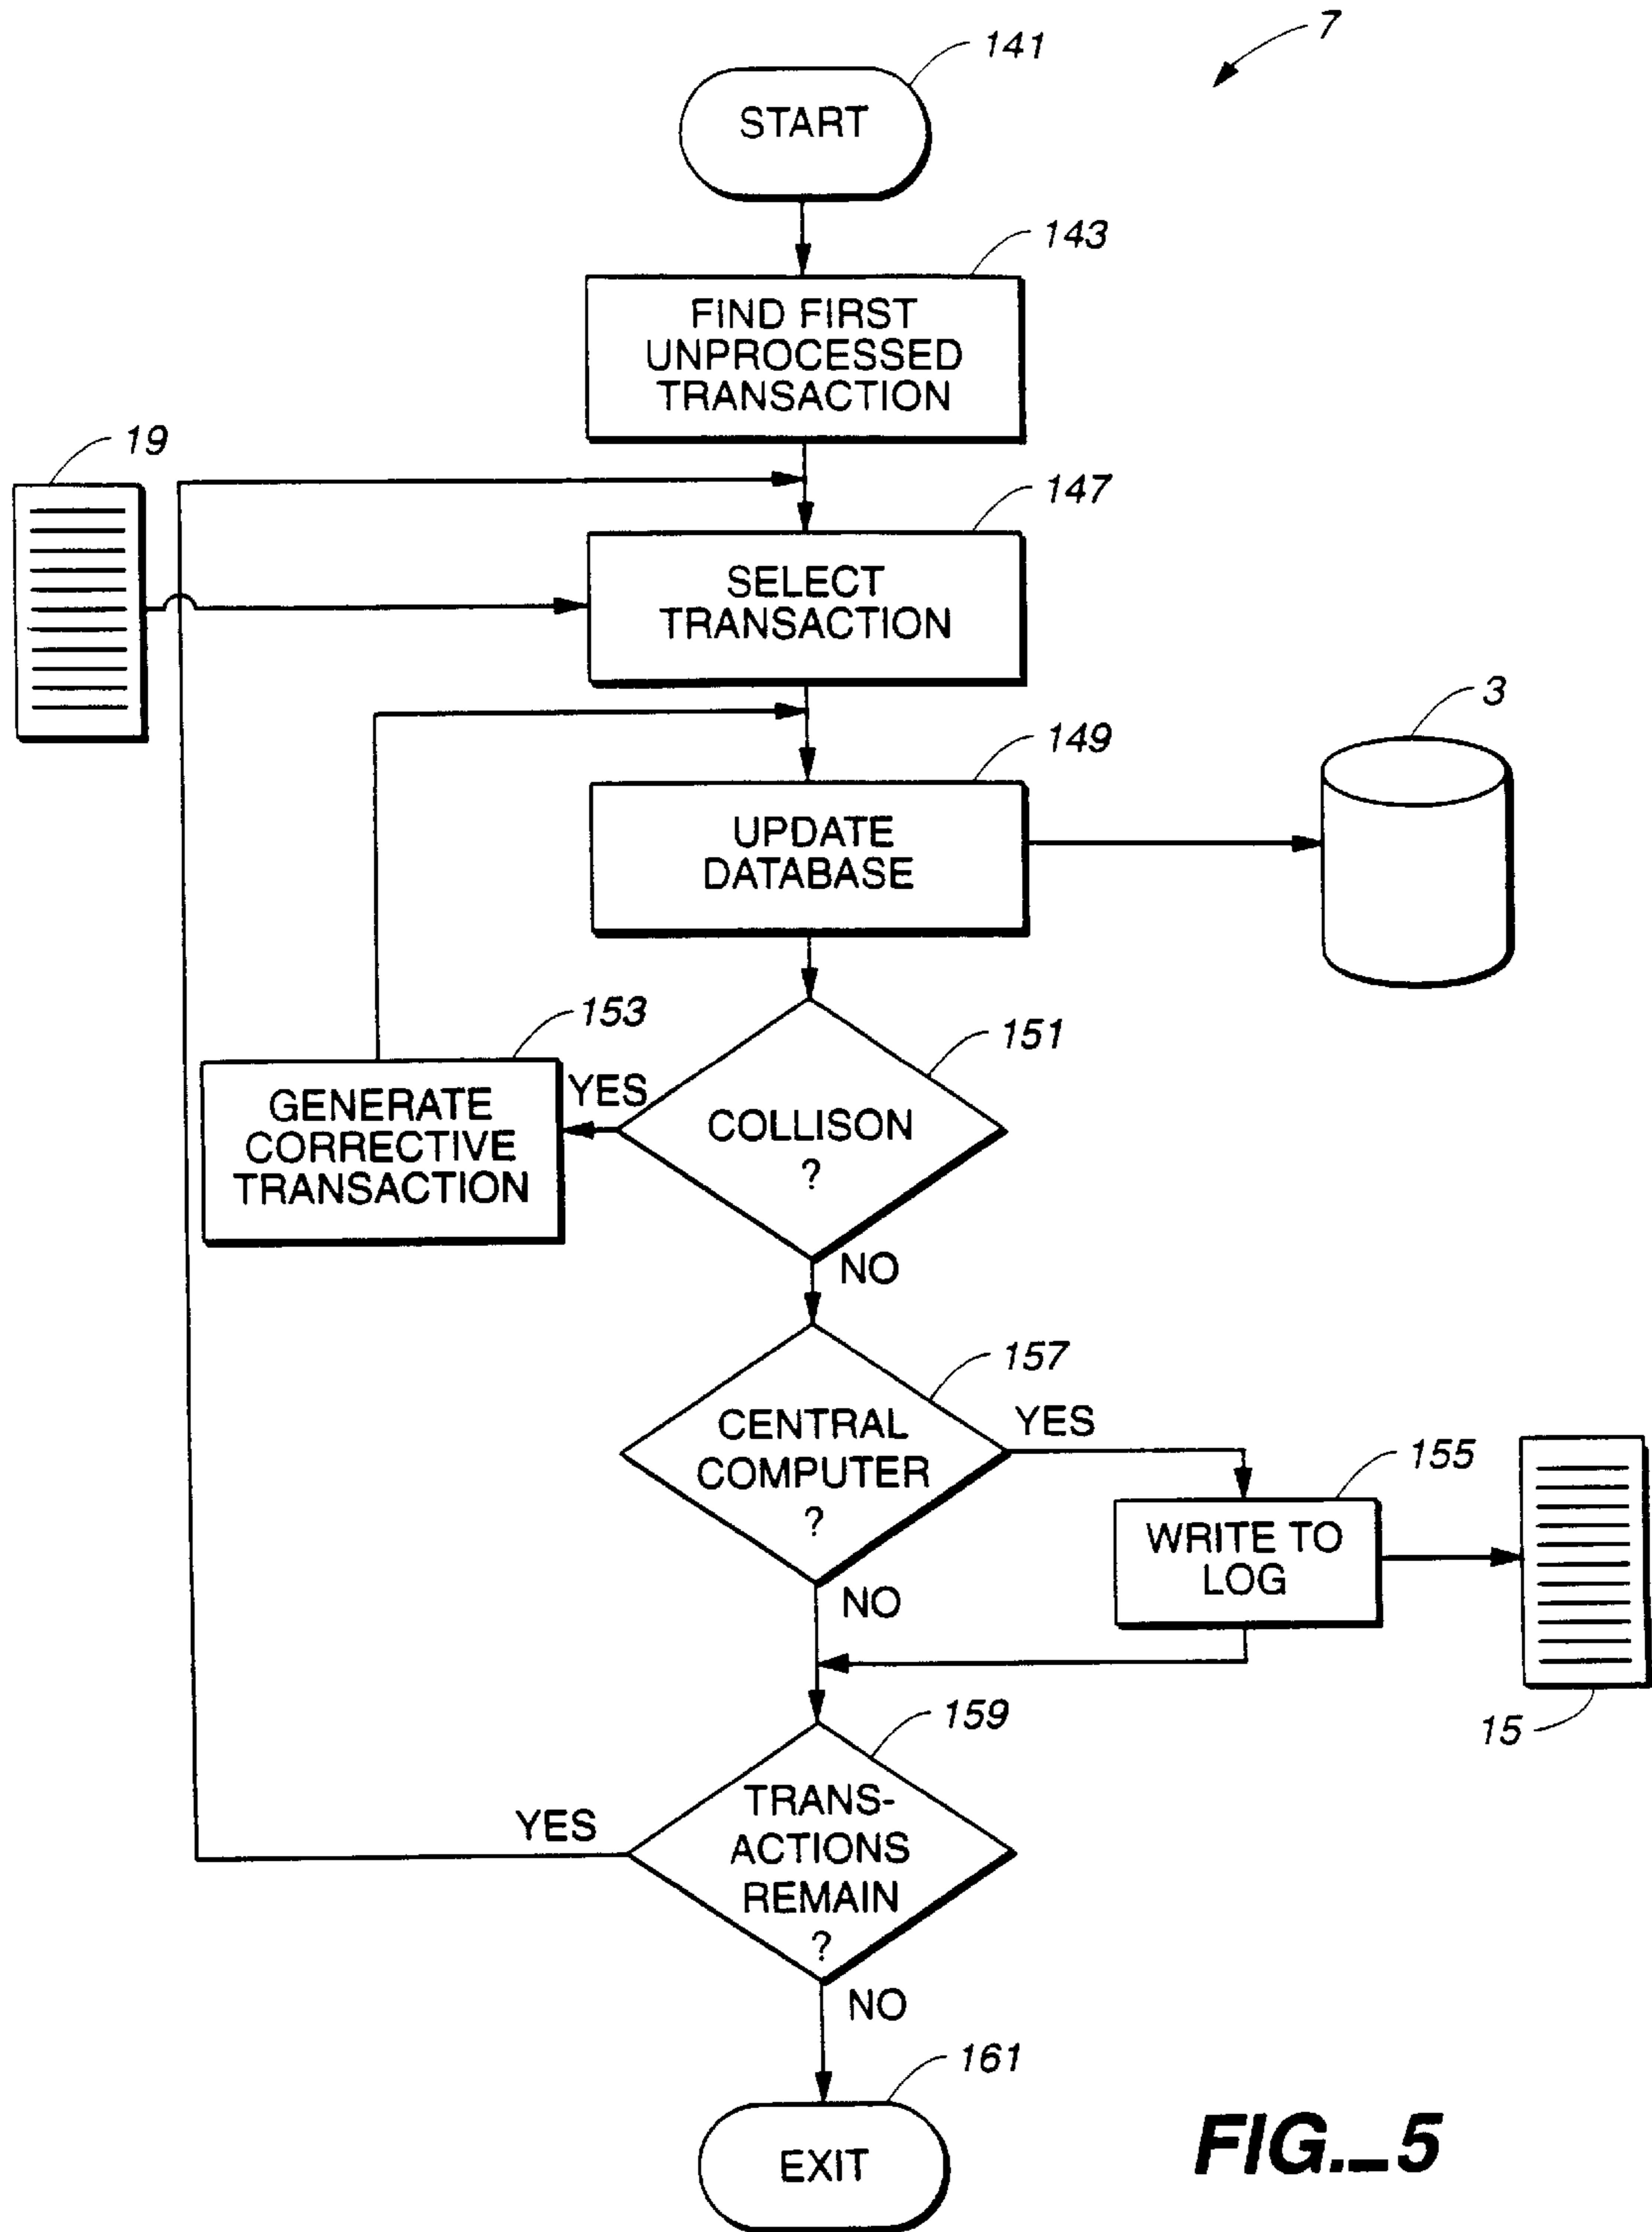 7
141
START
143
FIND FIRST
UNPROCESSED
TRANSACTION
19
147
SELECT
TRANSACTION
3
149
UPDATE
DATABASE
153
151
GENERATE
CORRECTIVE
TRANSACTION
YES
COLLISON
?
NO
157
CENTRAL
COMPUTER
?
YES
155
WRITE TO
LOG
NO
15
159
TRANS-
ACTIONS
REMAIN
?
YES
NO
161
EXIT
FIG._5